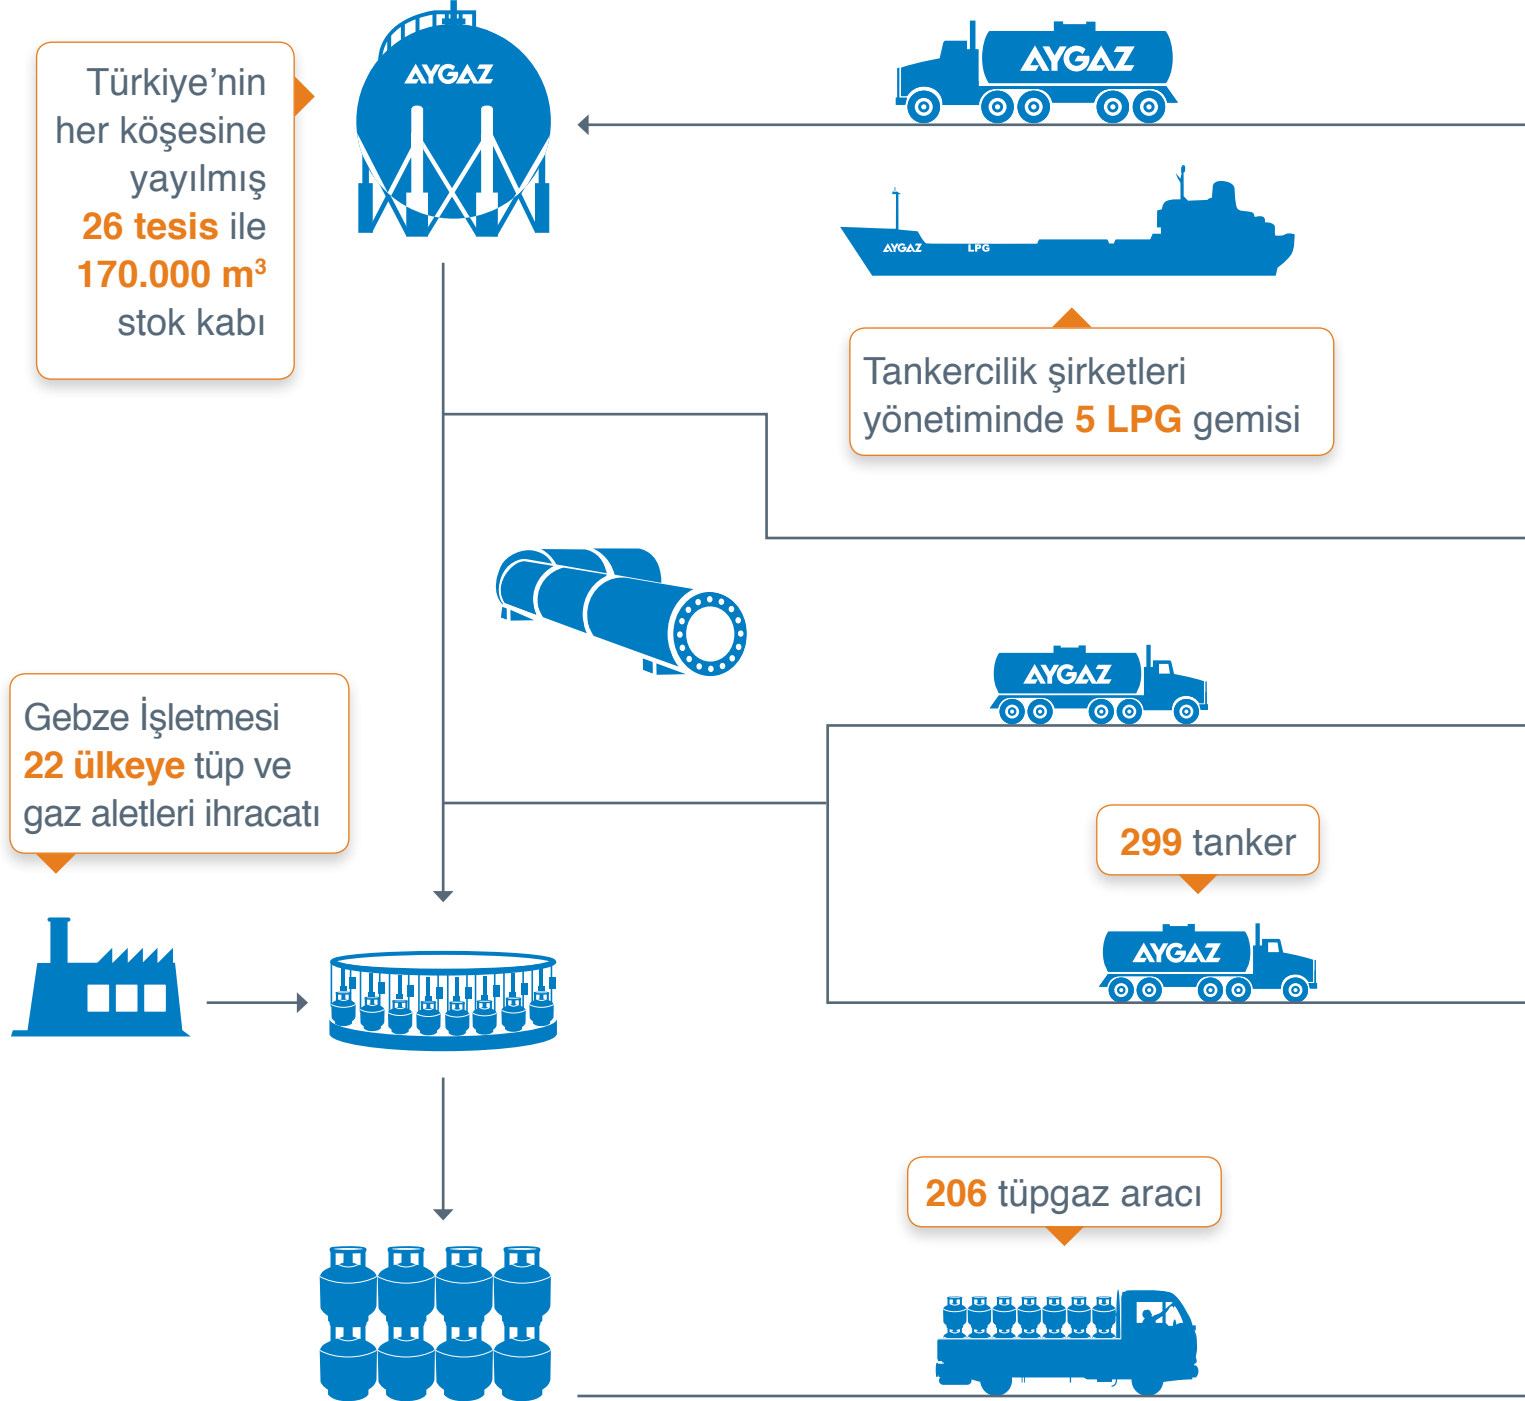 Türkiye’nin
her köşesine
yayılmış
26 tesis ile
170.000 m³
stok kabı
AYGAZ
AYGAZ
AYGAZ
LPG
Tankercilik şirketleri
yönetiminde 5 LPG gemisi
AYGAZ
Gebze İşletmesi
22 ülkeye tüp ve
gaz aletleri ihracatı
299 tanker
AYGAZ
206 tüpgaz aracı